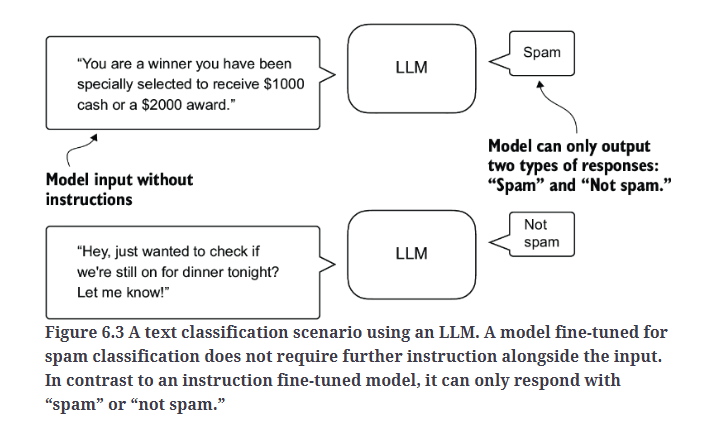 “You are a winner you have been
specially selected to receive $1000
cash or a $2000 award.”
LLM
Spam
Model input without
instructions
Model can only output
two types of responses:
“Spam” and “Not spam.”
“Hey, just wanted to check if
we're still on for dinner tonight?
Let me know!”
LLM
Not
spam
Figure 6.3 A text classification scenario using an LLM. A model fine-tuned for
spam classification does not require further instruction alongside the input.
In contrast to an instruction fine-tuned model, it can only respond with
“spam” or “not spam.”